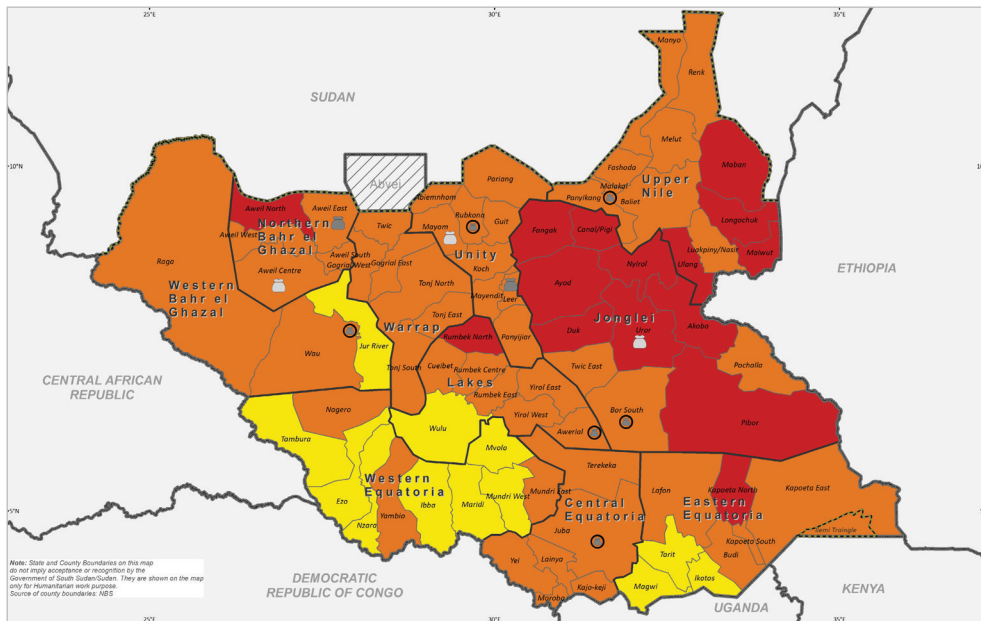 25°E
30°E
35°E
SUDAN
10°N
Manyo
Renk
Melut
Maban
Fashoda
Upper
Nile
Malakal
Panyikang
Baliet
Longochuk
Luakpiny/Nasir
Maiwut
Ulang
Abyei
Pariang
Abiemnhom
Rubkona
Guit
Mayom
Unity
Koch
Mayendit
Leer
Panyijiar
Aweil North
Aweil East
Northern
Bahr el
Ghazal
Aweil West
Aweil South
Aweil Centre
Twic
Gogrial West
Gogrial East
Tonj North
Tonj East
Warrap
Tonj South
Raga
Western
Bahr el
Ghazal
Wau
Jur River
Fangak
Canal/Pigi
Nyirol
Ayod
Jonglei
Duk
Uror
Akobo
Pochalla
Pibor
Twic East
Bor South
ETHIOPIA
Rumbek North
Cueibet
Rumbek Centre
Lakes
Rumbek East
Yirol East
Yirol West
Awerial
Wulu
CENTRAL AFRICAN
REPUBLIC
Nagero
Tambura
Mvolo
Western
Equatoria
Ezo
Nzara
Yambio
Ibba
Maridi
Mundri West
Mundri East
Terekeka
Central
Equatoria
Juba
Yei
Lainya
Morobo
Kajo-keji
Lafon
Kapoeta North
Kapoeta East
Eastern
Equatoria
Kapoeta South
Budi
Torit
Ikotos
Magwi
5°N
Note: State and County Boundaries on this map
do not imply acceptance or recognition by the
Government of South Sudan/Sudan. They are shown on the map
only for Humanitarian work purpose.
Source of county boundaries: NBS
DEMOCRATIC
REPUBLIC OF CONGO
UGANDA
KENYA
25°E
30°E
35°E